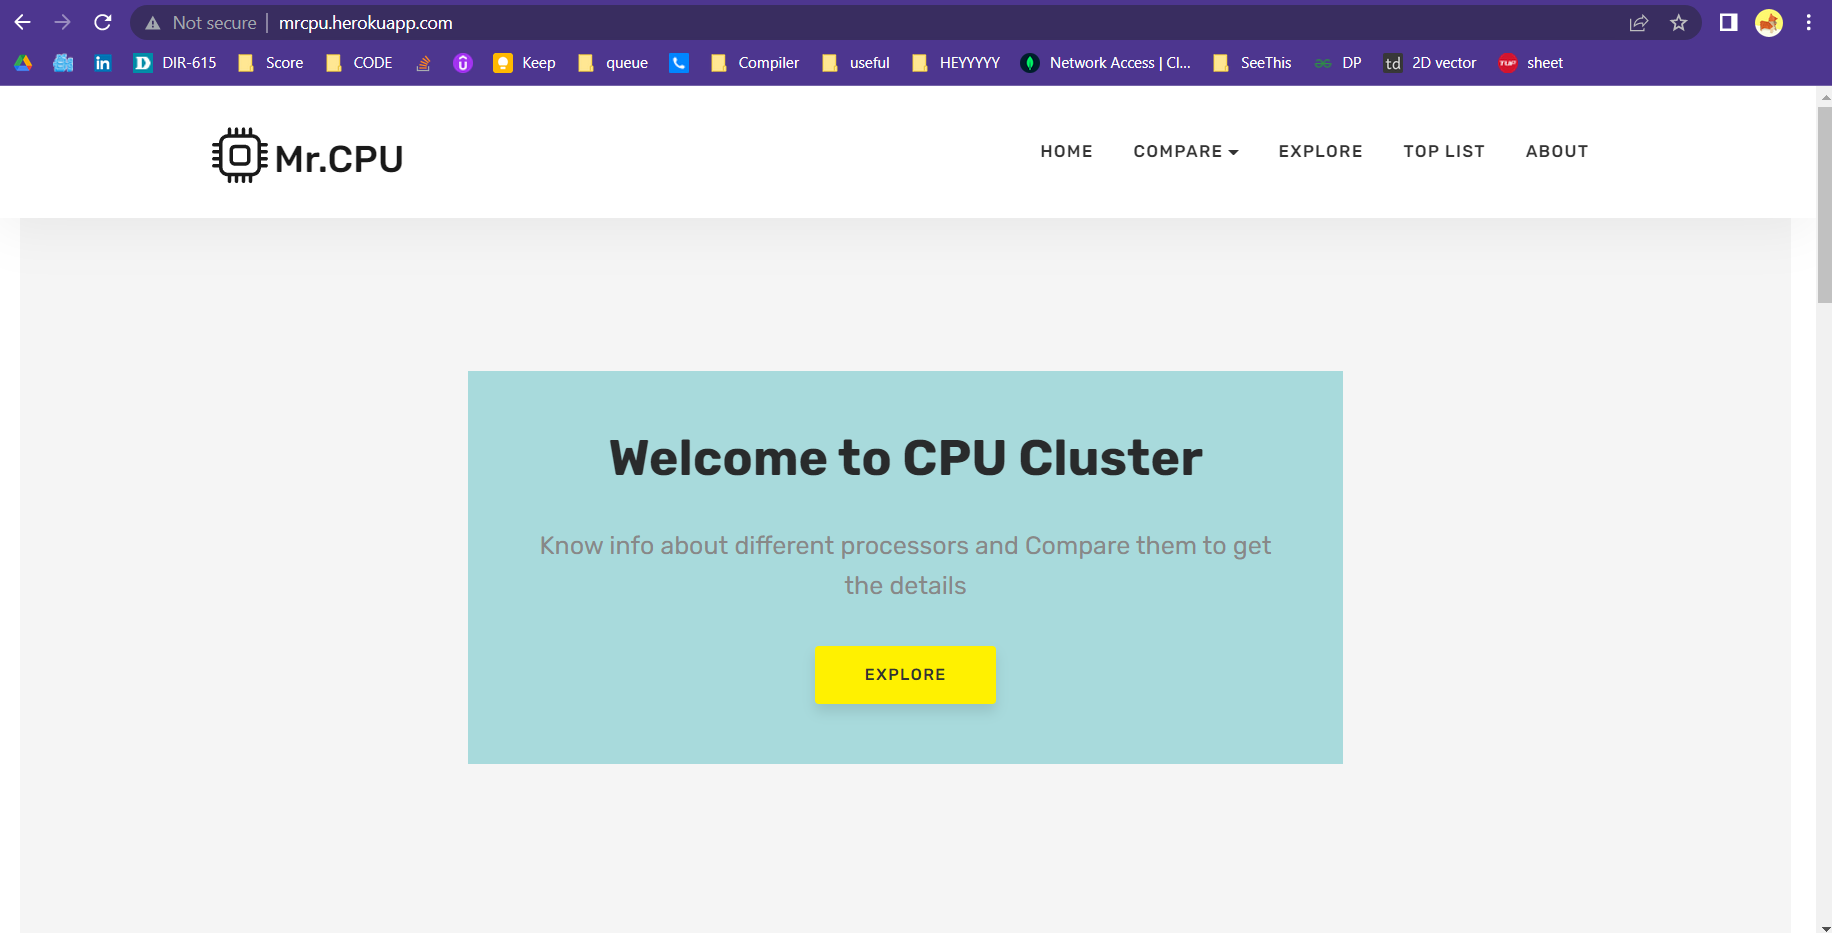 Not secure | mrcpu.herokuapp.com
DIR-615 Score CODE Keep queue Compiler useful HEYYYYY Network Access | Cl... SeeThis DP td 2D vector TUF sheet
Mr.CPU
HOME COMPARE EXPLORE TOP LIST ABOUT
Welcome to CPU Cluster
Know info about different processors and Compare them to get
the details
EXPLORE